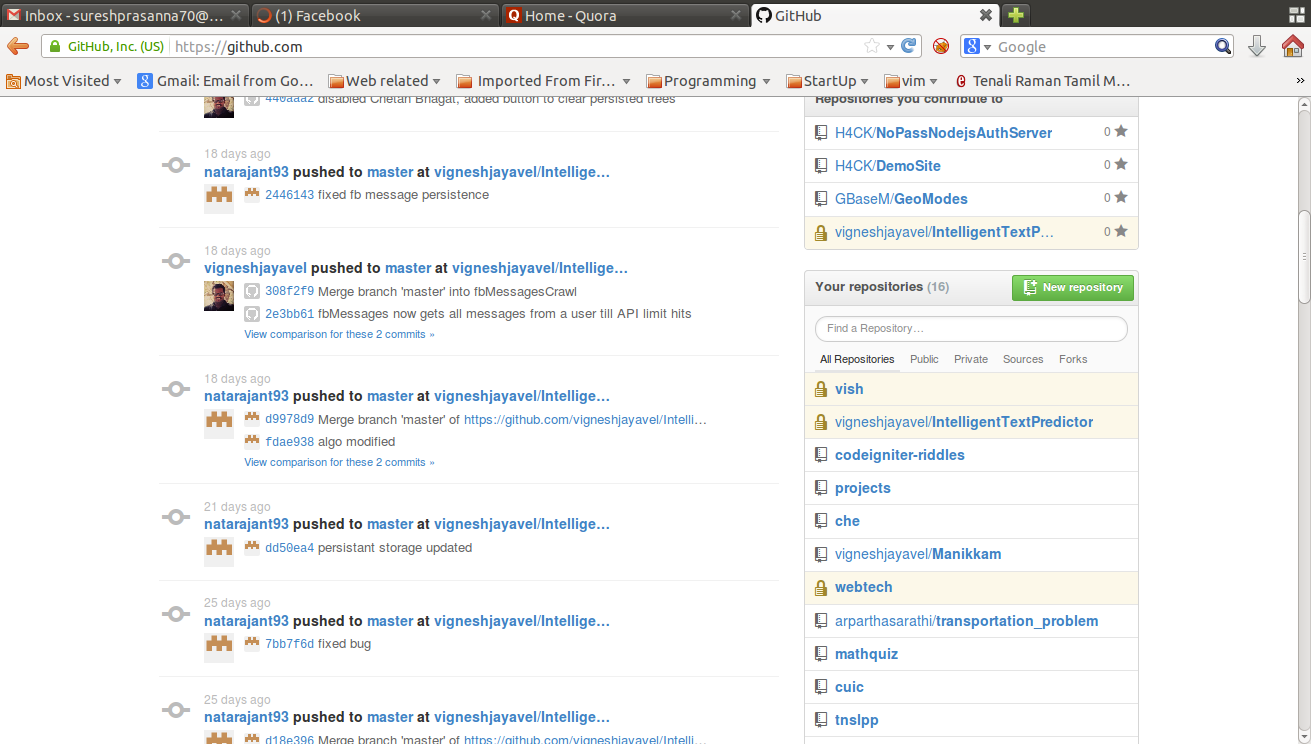 Inbox - sureshprasanna70@...
(1) Facebook
Home - Quora
GitHub
GitHub, Inc. (US)
https://github.com
Google
Most Visited
Gmail: Email from Go...
Web related
Imported From Fir...
Programming
StartUp
vim
Tenali Raman Tamil M...
»
440aaa2 disabled Chetan Bhagat, added button to clear persisted trees
18 days ago
natarajant93 pushed to master at vigneshjayavel/Intellige...
2446143 fixed fb message persistence
18 days ago
vigneshjayavel pushed to master at vigneshjayavel/Intellige...
308f2f9 Merge branch 'master' into fbMessagesCrawl
2e3bb61 fbMessages now gets all messages from a user till API limit hits
View comparison for these 2 commits »
18 days ago
natarajant93 pushed to master at vigneshjayavel/Intellige...
d9978d9 Merge branch 'master' of https://github.com/vigneshjayavel/Intelli...
fdae938 algo modified
View comparison for these 2 commits »
21 days ago
natarajant93 pushed to master at vigneshjayavel/Intellige...
dd50ea4 persistant storage updated
25 days ago
natarajant93 pushed to master at vigneshjayavel/Intellige...
7bb7f6d fixed bug
25 days ago
natarajant93 pushed to master at vigneshjayavel/Intellige...
d18e396 Merge branch 'master' of https://github.com/vigneshjayavel/Intelli...
Repositories you contribute to
H4CK/NoPassNodejsAuthServer 0
H4CK/DemoSite 0
GBaseM/GeoModes 0
vigneshjayavel/IntelligentTextP... 0
Your repositories (16)
New repository
Find a Repository...
All Repositories Public Private Sources Forks
vish
vigneshjayavel/IntelligentTextPredictor
codeigniter-riddles
projects
che
vigneshjayavel/Manikkam
webtech
arparthasarathi/transportation_problem
mathquiz
cuic
tnslpp